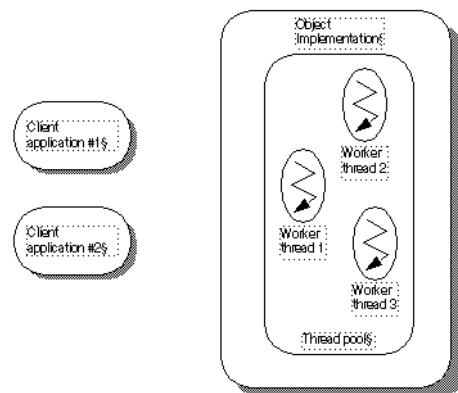 Object
Implementation§
Client
application #1§
Worker
thread 2
Client
application #2§
Worker
thread 1
Worker
thread 3
Thread pool§